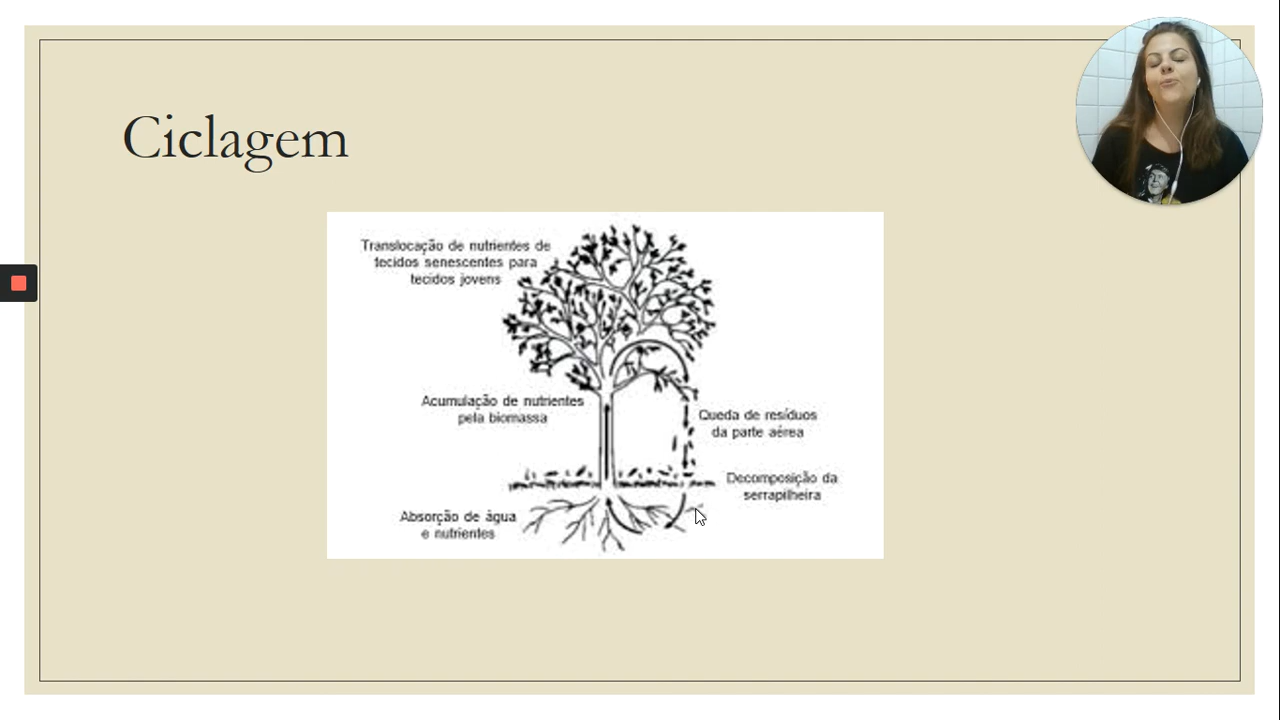 Ciclagem
Translocação de nutrientes de
tecidos senescentes para
tecidos jovens
Acumulação de nutrientes
pela biomassa
Queda de resíduos
da parte aérea
Decomposição da
serrapilheira
Absorção de água
e nutrientes